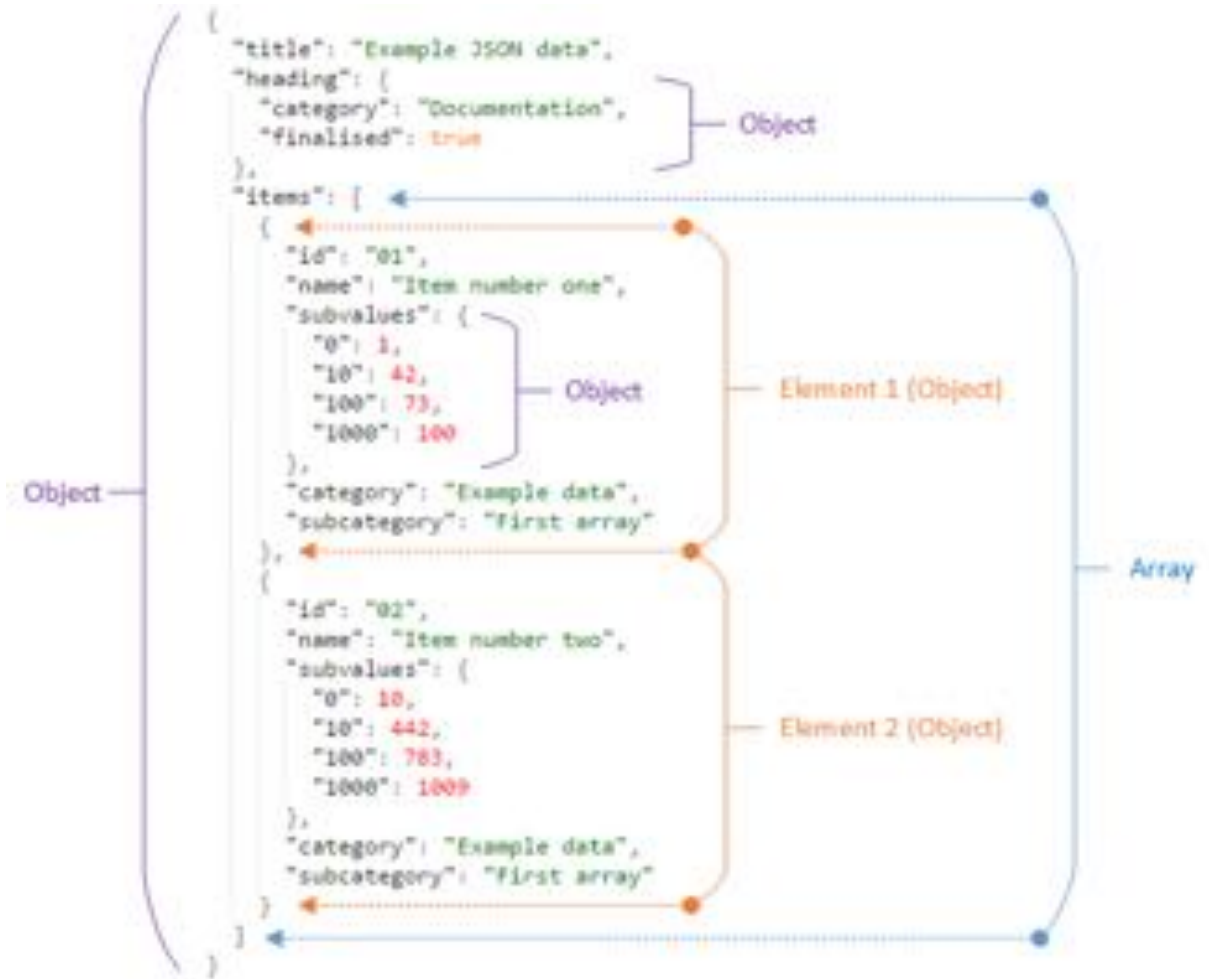 {
"title": "Example JSON data",
"heading": {
"category": "Documentation",
"finalised": true
},
Object
"items": [
{
"id": "01",
"name": "Item number one",
"subvalues": {
"0": 1,
"10": 42,
"100": 73,
"1000": 100
},
Object
Element 1 (Object)
"category": "Example data",
"subcategory": "First array"
},
Object
{
"id": "02",
"name": "Item number two",
"subvalues": {
"0": 10,
"10": 442,
"100": 783,
"1000": 1009
},
Element 2 (Object)
"category": "Example data",
"subcategory": "First array"
}
]
}
Array